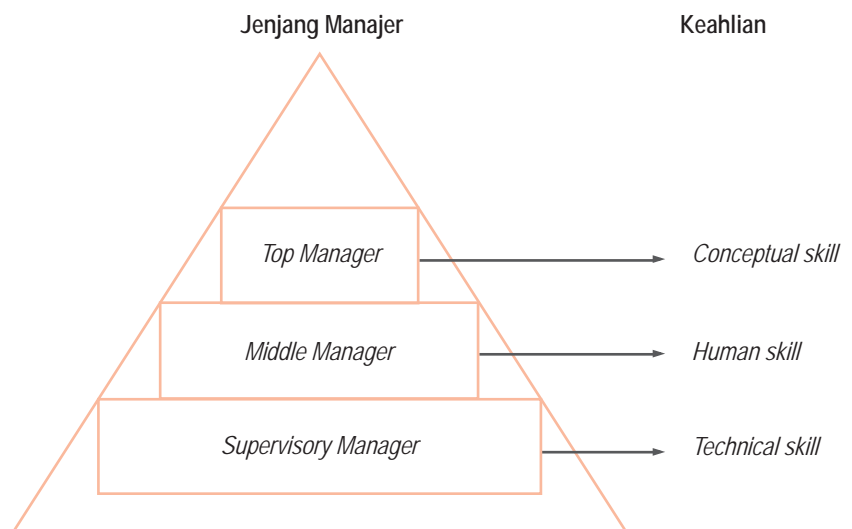 Jenjang Manajer
Keahlian
Top Manager
Conceptual skill
Middle Manager
Human skill
Supervisory Manager
Technical skill